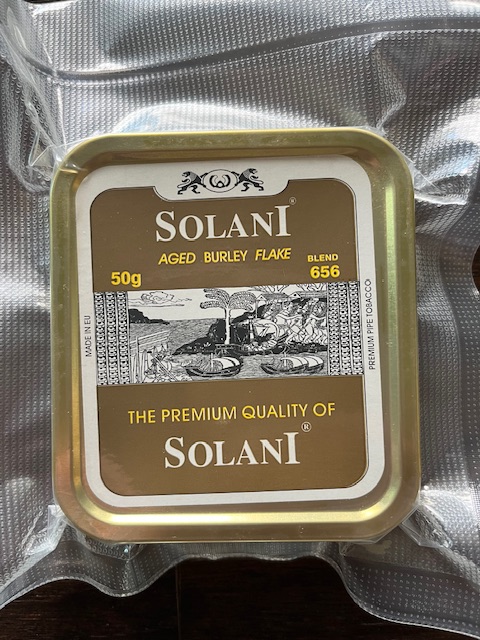 SOLANI®
AGED BURLEY FLAKE
BLEND
50g
656
MADE IN EU
PREMIUM PIPE TOBACCO
THE PREMIUM QUALITY OF
SOLANI®